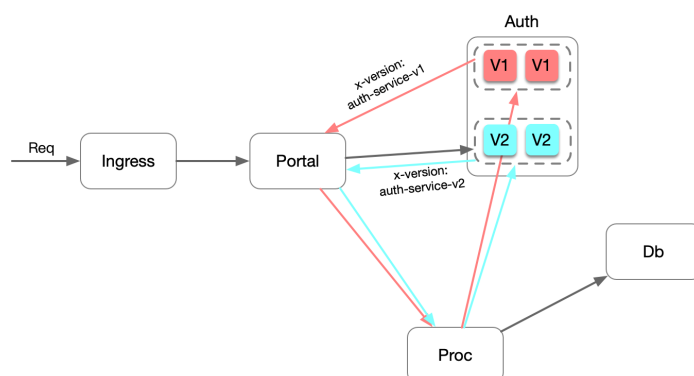 Auth
x-version:
auth-service-v1
V1 V1
Req
Ingress
Portal
V2 V2
x-version:
auth-service-v2
Db
Proc